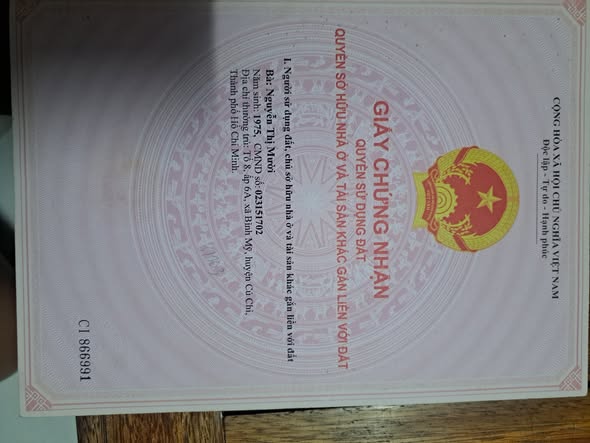 CỘNG HÒA XÃ HỘI CHỦ NGHĨA VIỆT NAM
Độc lập - Tự do - Hạnh phúc
GIẤY CHỨNG NHẬN
QUYỀN SỬ DỤNG ĐẤT
QUYỀN SỞ HỮU NHÀ Ở VÀ TÀI SẢN KHÁC GẮN LIỀN VỚI ĐẤT
I. Người sử dụng đất, chủ sở hữu nhà ở và tài sản khác gắn liền với đất
Bà: Nguyễn Thị Mười
Năm sinh: 1975, CMND số: 023151702
Địa chỉ thường trú: Tổ 8, ấp 6A, xã Bình Mỹ, huyện Củ Chi,
Thành phố Hồ Chí Minh.
CI 866991